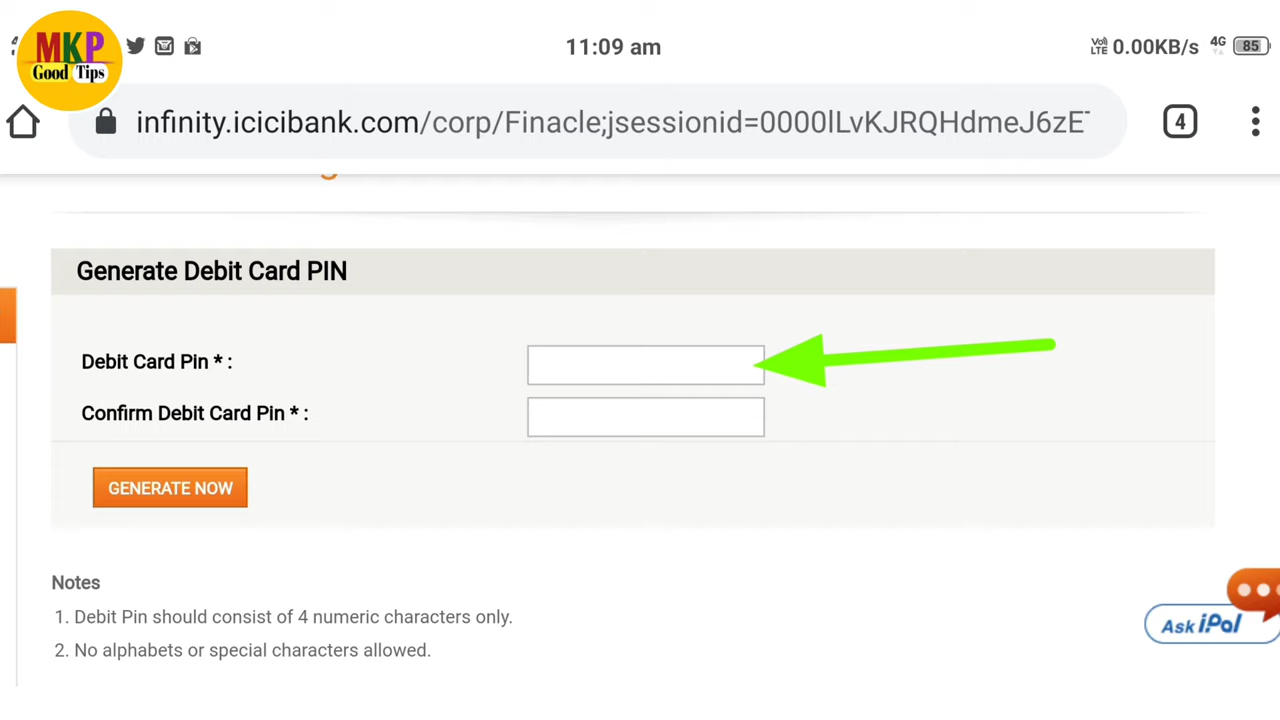 MKP
Good Tips
11:09 am
Vo)
LTE 0.00KB/s 4G 85
infinity.icicibank.com/corp/Finacle;jsessionid=0000lLvKJRQHdmeJ6zE
4
Generate Debit Card PIN
Debit Card Pin * :
Confirm Debit Card Pin * :
GENERATE NOW
Notes
1. Debit Pin should consist of 4 numeric characters only.
2. No alphabets or special characters allowed.
Ask iPal